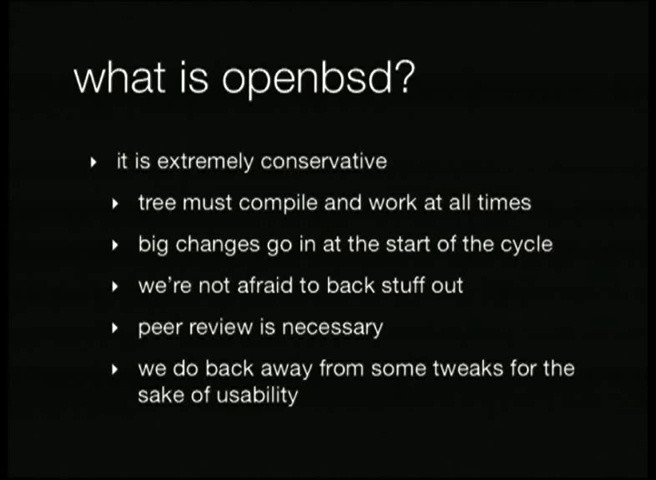 what is openbsd?
it is extremely conservative
tree must compile and work at all times
big changes go in at the start of the cycle
we're not afraid to back stuff out
peer review is necessary
we do back away from some tweaks for the
sake of usability